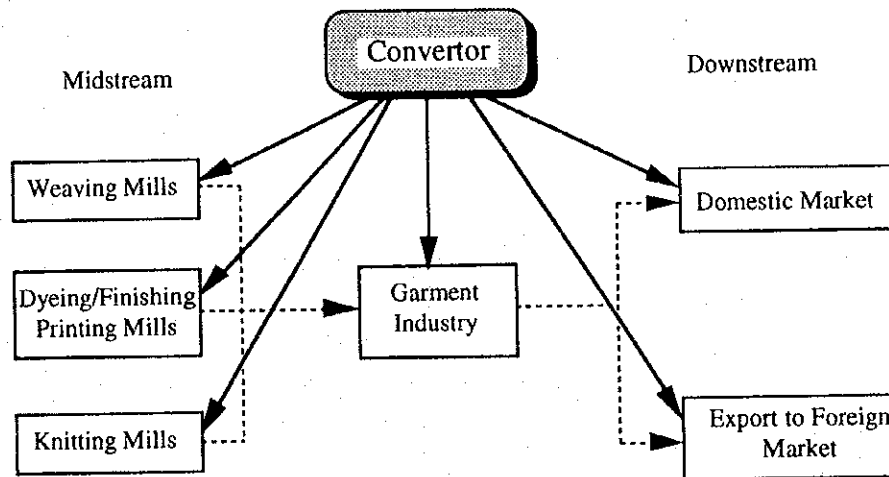 Convertor
Midstream
Downstream
Weaving Mills
Domestic Market
Dyeing/Finishing
Printing Mills
Garment
Industry
Knitting Mills
Export to Foreign
Market